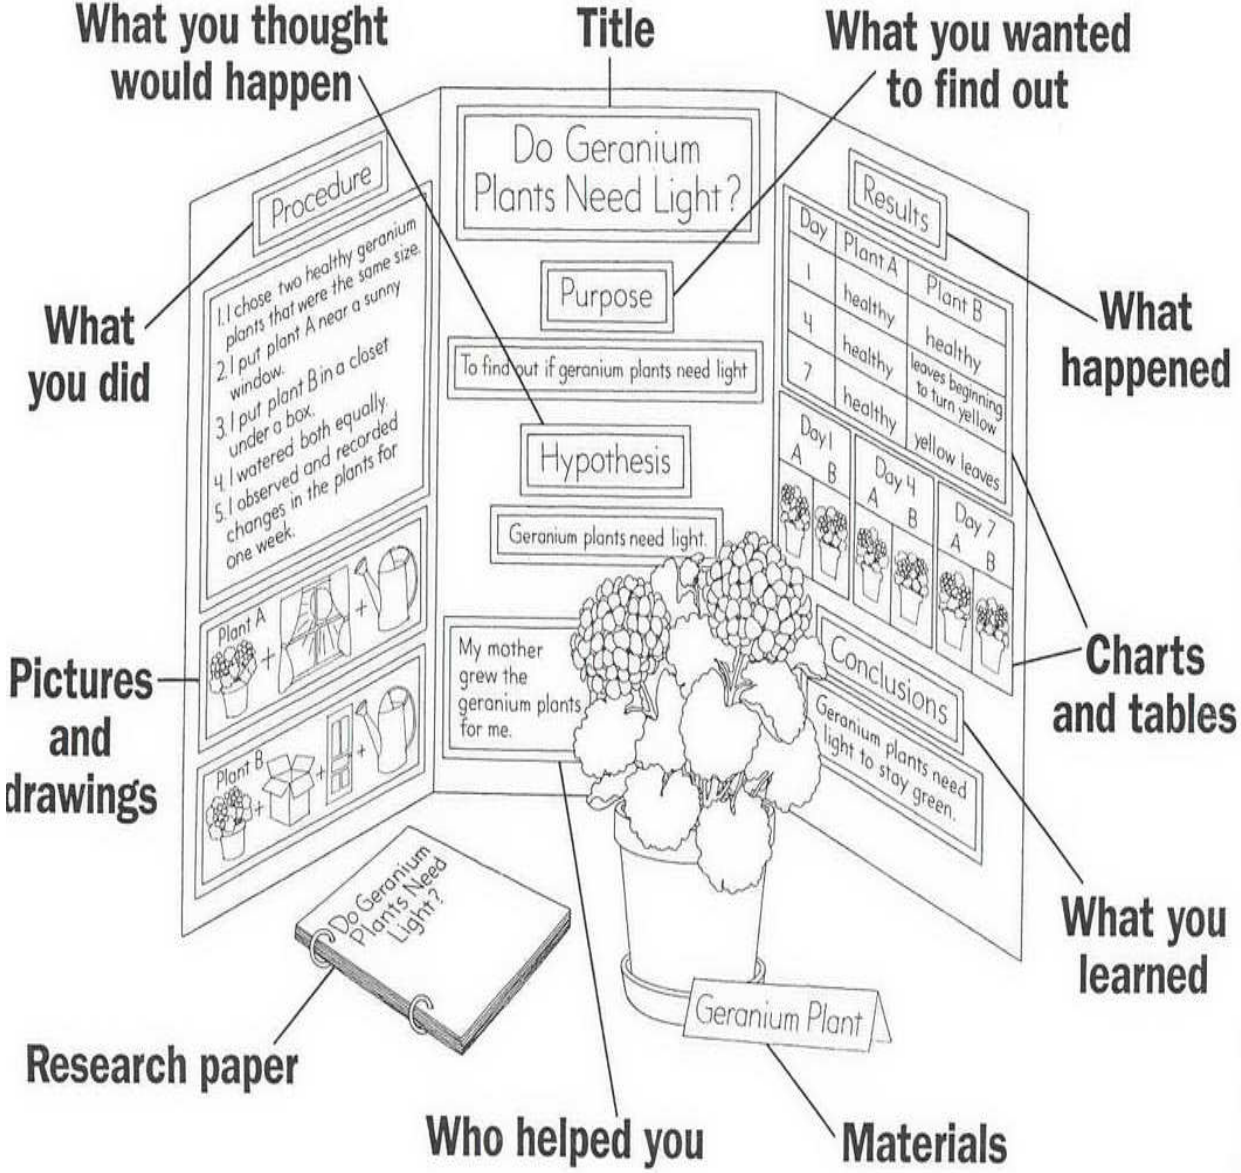 What you thought
would happen
Title
What you wanted
to find out
What
you did
Pictures
and
drawings
Procedure
1. I chose two healthy geranium
plants that were the same size.
2. I put plant A near a sunny
window.
3. I put plant B in a closet
under a box.
4. I watered both equally.
5. I observed and recorded
changes in the plants for
one week.
Plant A
+
+
Plant B
+
+
+
Do Geranium
Plants Need Light?
Purpose
To find out if geranium plants need light
Hypothesis
Geranium plants need light.
My mother
grew the
geranium plants
for me.
Results
Day Plant A Plant B
1 healthy healthy
4 healthy leaves beginning
to turn yellow
7 healthy yellow leaves
Day 1
A B
Day 4
A B
Day 7
A B
Conclusions
Geranium plants need
light to stay green.
What
happened
Charts
and tables
What you
learned
Do Geranium
Plants Need
Light?
Geranium Plant
Research paper
Who helped you
Materials